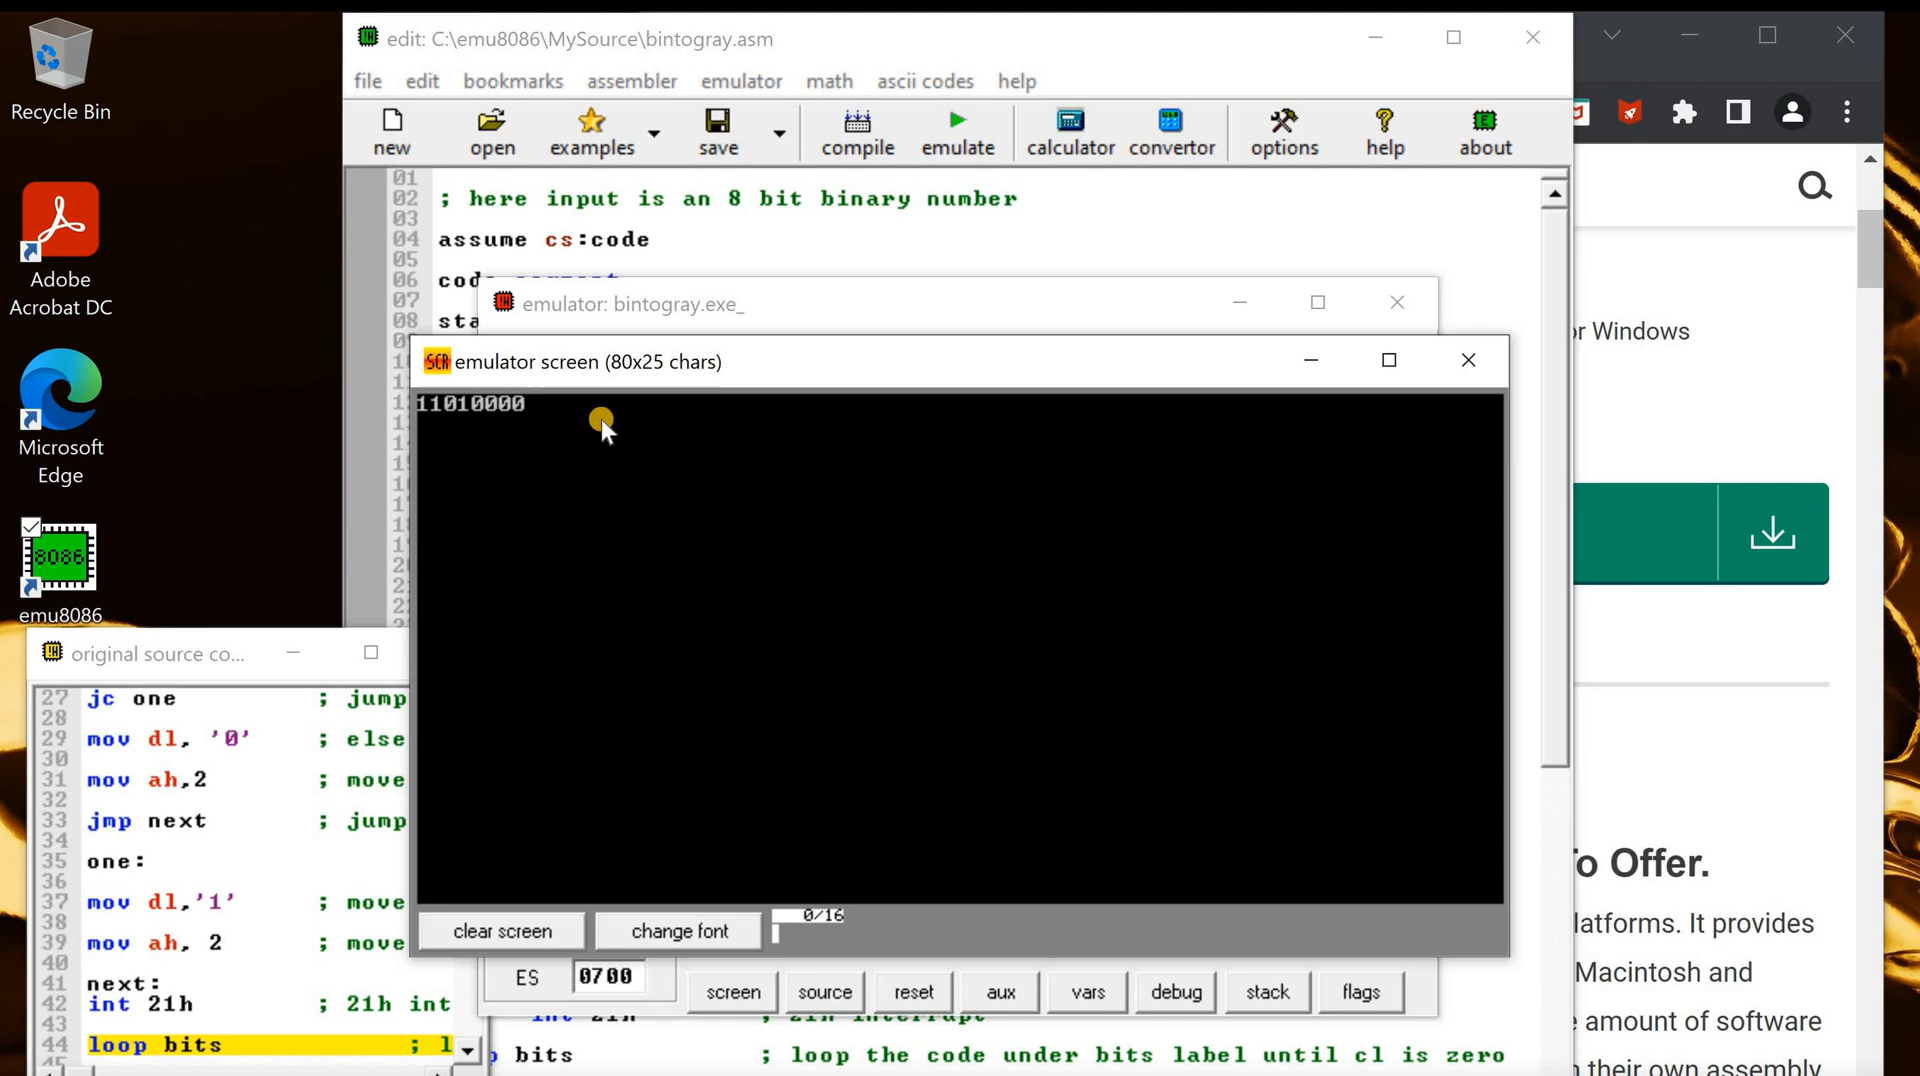 Recycle Bin
Adobe
Acrobat DC
Microsoft
Edge
8086
emu8086
edit: C:\emu8086\MySource\bintogray.asm
file edit bookmarks assembler emulator math ascii codes help
new open examples save compile emulate calculator convertor options help about
01
02 ; here input is an 8 bit binary number
03
04 assume cs:code
05
06
07
08
emulator: bintogray.exe_
SCR emulator screen (80x25 chars)
11010000
clear screen change font 0/16
ES 0700
screen source reset aux vars debug stack flags
bits ; loop the code under bits label until cl is zero
original source co...
27 jc one ; jump
28
29 mov dl, '0' ; else
30
31 mov ah,2 ; move
32
33 jmp next ; jump
34
35 one:
36
37 mov dl,'1' ; move
38
39 mov ah, 2 ; move
40
41 next:
42 int 21h ; 21h int
43
44 loop bits ; l
or Windows
To Offer.
latforms. It provides
Macintosh and
e amount of software
n their own assembly